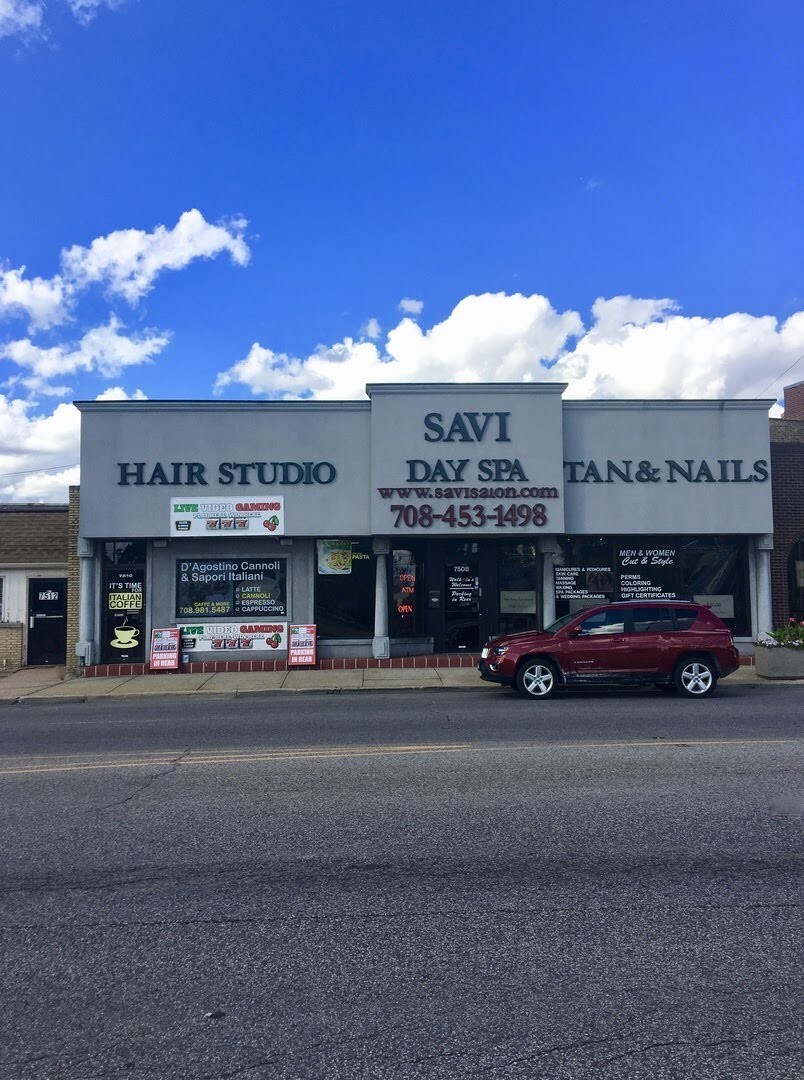 HAIR STUDIO
SAVI
DAY SPA
www.savisalon.com
708-453-1498
TAN & NAILS
LIVE VIDEO GAMING
777
7512
7510
IT'S TIME
FOR
ITALIAN
COFFEE
D'Agostino Cannoli
& Sapori Italiani
CAFFE & MORE
708.981.5487
LATTE
CANNOLI
ESPRESSO
CAPPUCCINO
PASTA
LIVE VIDEO GAMING
777
PARKING
IN REAR
PARKING
IN REAR
OPEN
ATM
OPEN
7508
Walk-in's
Welcome
Parking
in Rear
MANICURES & PEDICURES
SKIN CARE
TANNING
MASSAGE
WAXING
SPA PACKAGES
& WEDDING PACKAGES
MEN & WOMEN
Cut & Style
PERMS
COLORING
HIGHLIGHTING
GIFT CERTIFICATES